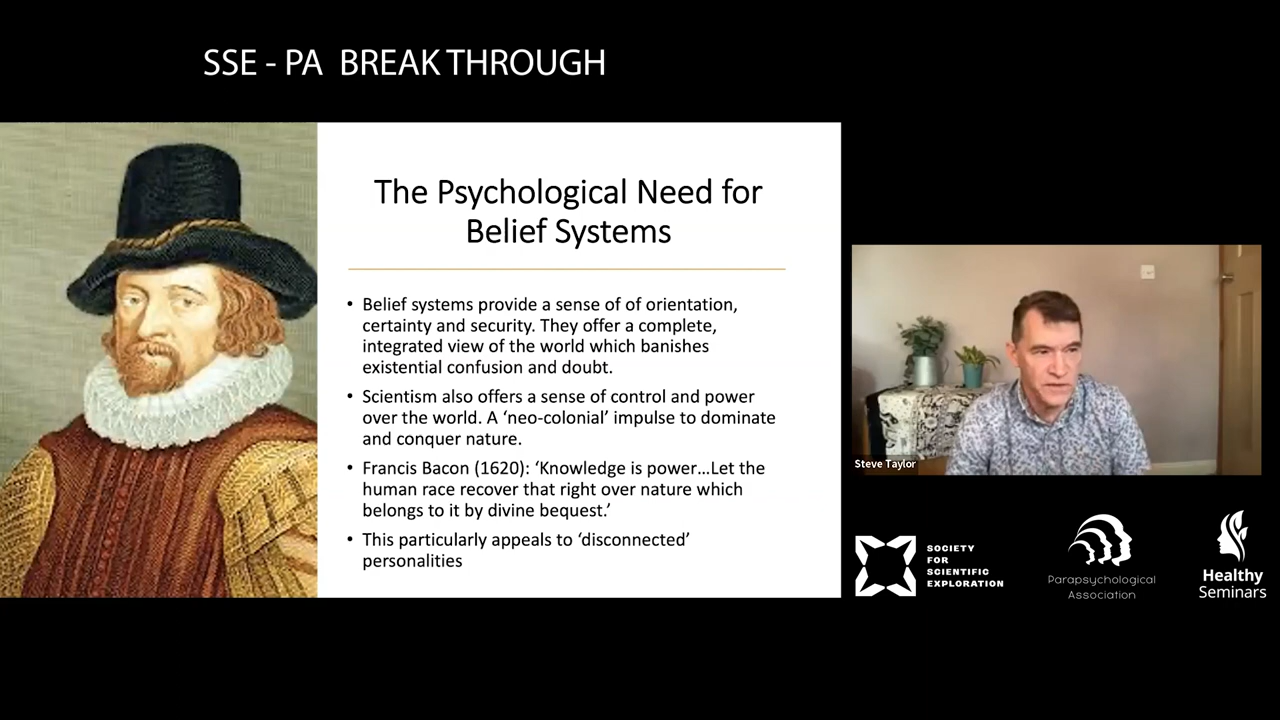 SSE - PA BREAK THROUGH
The Psychological Need for
Belief Systems
• Belief systems provide a sense of of orientation,
certainty and security. They offer a complete,
integrated view of the world which banishes
existential confusion and doubt.
• Scientism also offers a sense of control and power
over the world. A ‘neo-colonial’ impulse to dominate
and conquer nature.
• Francis Bacon (1620): ‘Knowledge is power…Let the
human race recover that right over nature which
belongs to it by divine bequest.’
• This particularly appeals to ‘disconnected’
personalities
Steve Taylor
SOCIETY
FOR
SCIENTIFIC
EXPLORATION
Parapsychological
Association
Healthy
Seminars